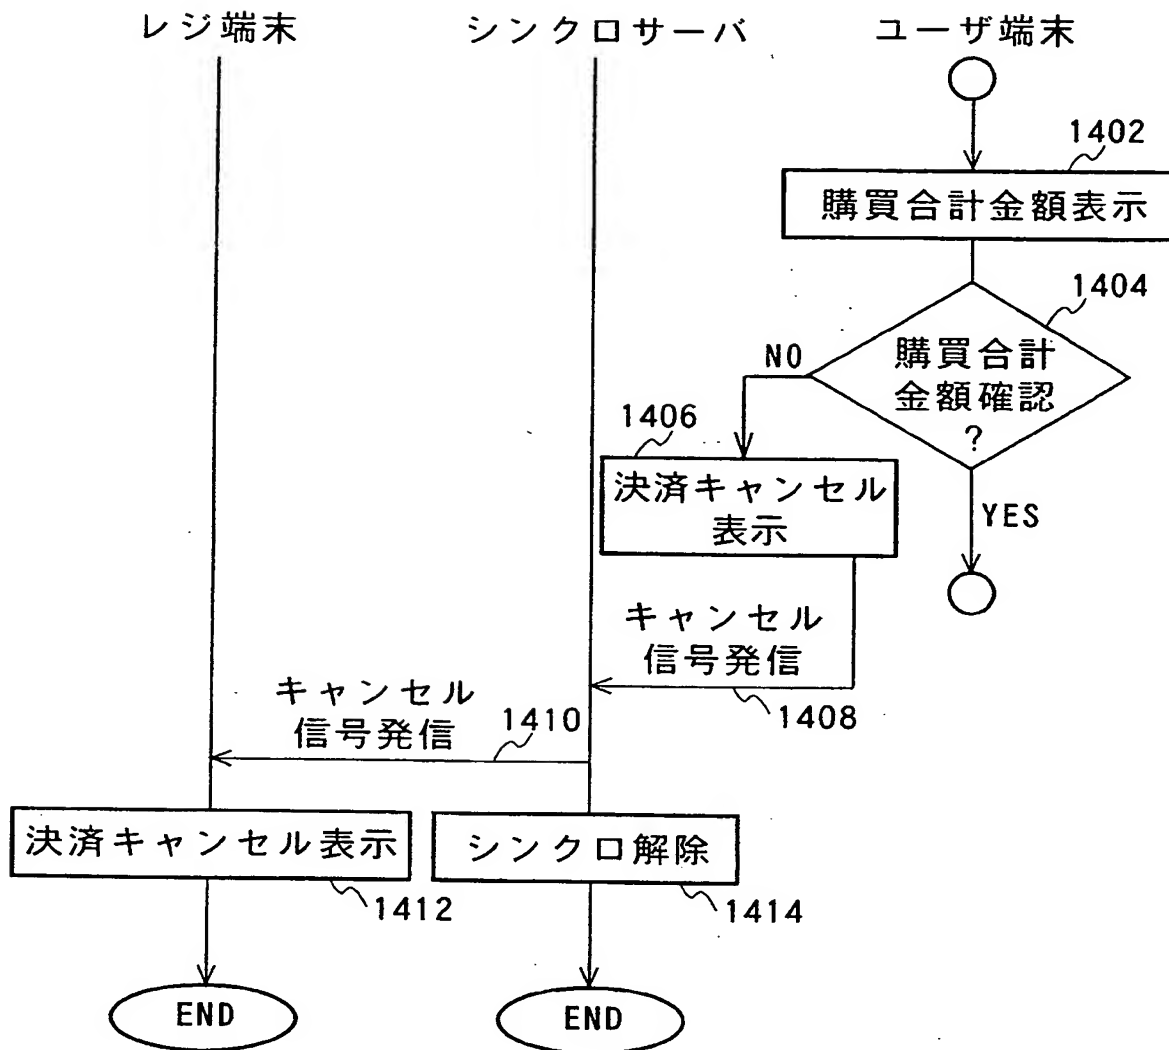 レジ端末
シンクロサーバ
ユーザ端末
1402
購買合計金額表示
1404
購買合計
金額確認
?
NO
YES
1406
決済キャンセル
表示
キャンセル
信号発信
1408
キャンセル
信号発信
1410
決済キャンセル表示
1412
シンクロ解除
1414
END
END